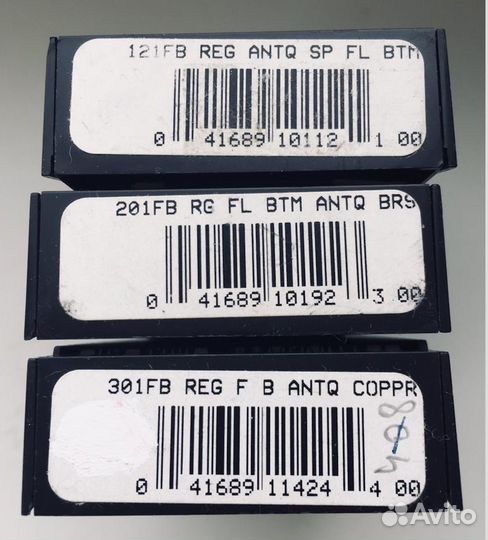 121FB REG ANTQ SP FL BTM
0 41689 10112 1 00
201FB RG FL BTM ANTQ BRS
0 41689 10192 3 00
301FB REG F B ANTQ COPPR
0 41689 11424 4 00
Avito